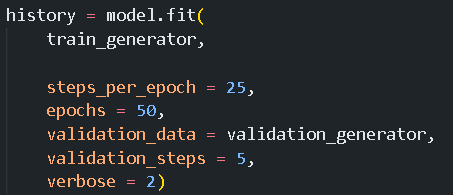 history = model.fit(
    train_generator,
    steps_per_epoch = 25,
    epochs = 50,
    validation_data = validation_generator,
    validation_steps = 5,
    verbose = 2)